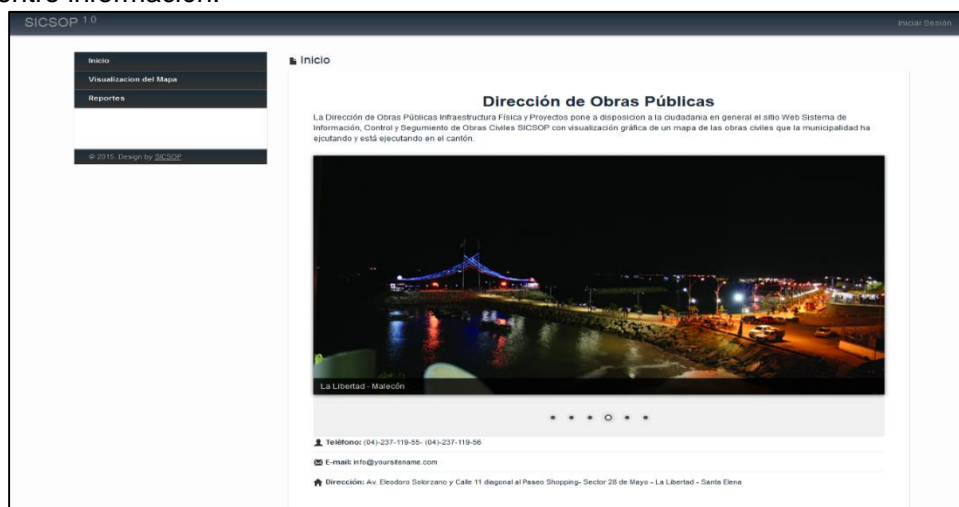 entro información.
SICSOP 1.0
Iniciar Sesión
Inicio
Visualizacion del Mapa
Reportes
© 2015. Design by SICSOP
Inicio
Dirección de Obras Públicas
La Dirección de Obras Públicas Infraestructura Física y Proyectos pone a disposicion a la ciudadania en general el sitio Web Sistema de
Información, Control y Segumiento de Obras Civiles SICSOP con visualización gráfica de un mapa de las obras civiles que la municipalidad ha
ejcutando y está ejecutando en el cantón.
La Libertad - Malecón
Teléfono: (04)-237-119-55- (04)-237-119-56
E-mail: info@yoursitename.com
Dirección: Av. Eleodoro Solorzano y Calle 11 diagonal al Paseo Shopping- Sector 28 de Mayo - La Libertad - Santa Elena